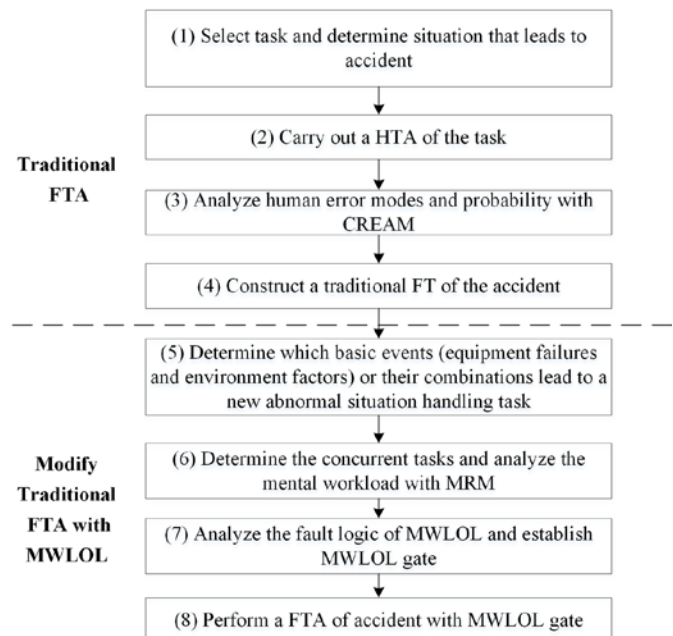 (1) Select task and determine situation that leads to
accident
(2) Carry out a HTA of the task
Traditional
FTA
(3) Analyze human error modes and probability with
CREAM
(4) Construct a traditional FT of the accident
(5) Determine which basic events (equipment failures
and environment factors) or their combinations lead to a
new abnormal situation handling task
Modify
Traditional
FTA with
MWLOL
(6) Determine the concurrent tasks and analyze the
mental workload with MRM
(7) Analyze the fault logic of MWLOL and establish
MWLOL gate
(8) Perform a FTA of accident with MWLOL gate